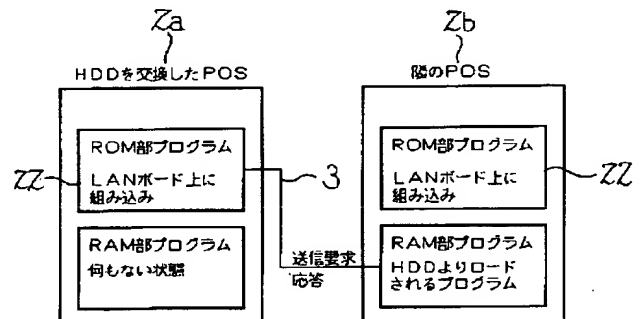 2a
HDDを交換したPOS
ROM部プログラム
LANボード上に
組み込み
22
RAM部プログラム
何もない状態
3
送信要求
応答
2b
隣のPOS
ROM部プログラム
LANボード上に
組み込み
22
RAM部プログラム
HDDよりロード
されるプログラム